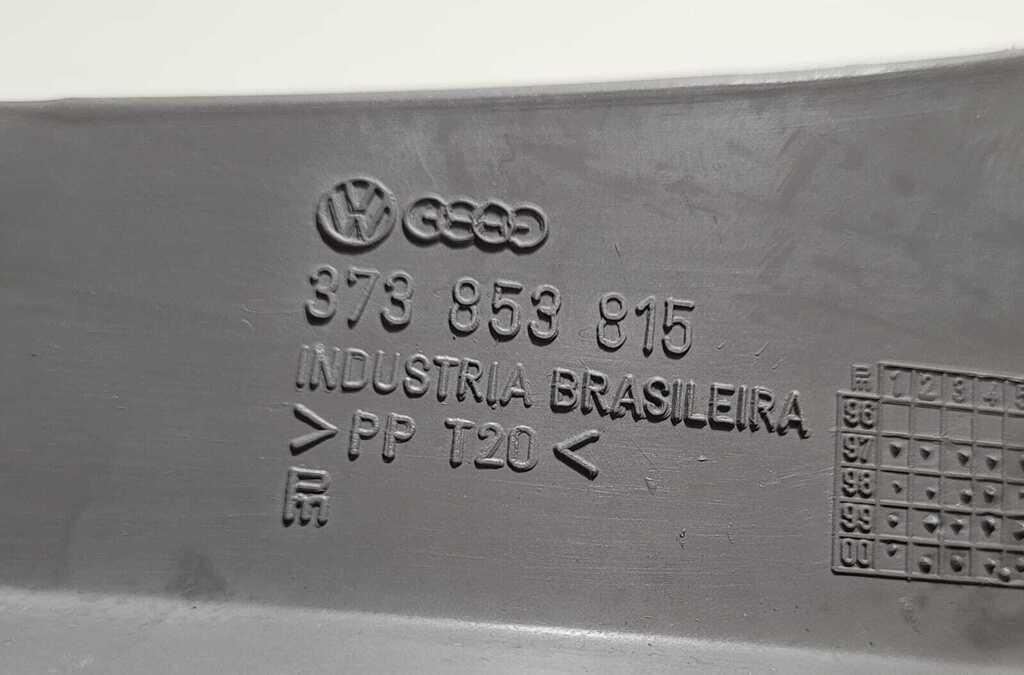 373 853 815
INDUSTRIA BRASILEIRA
>PP T20<
1 2 3 4 5
96
97
98
99
00